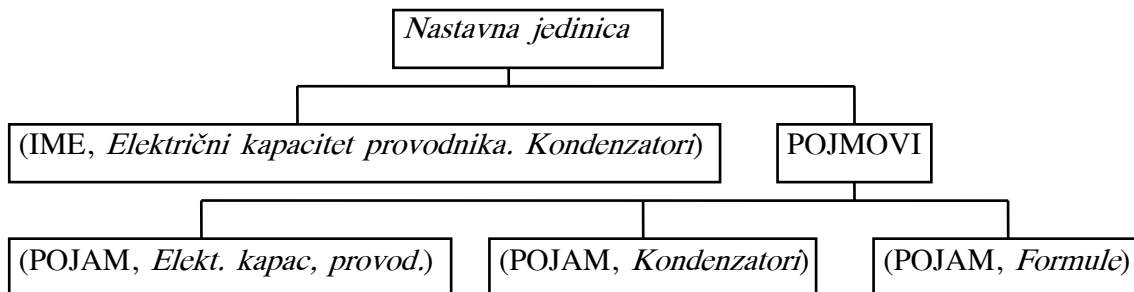 Nastavna jedinica
(IME, Električni kapacitet provodnika. Kondenzatori)
POJMOVI
(POJAM, Elekt. kapac, provod.)
(POJAM, Kondenzatori)
(POJAM, Formule)